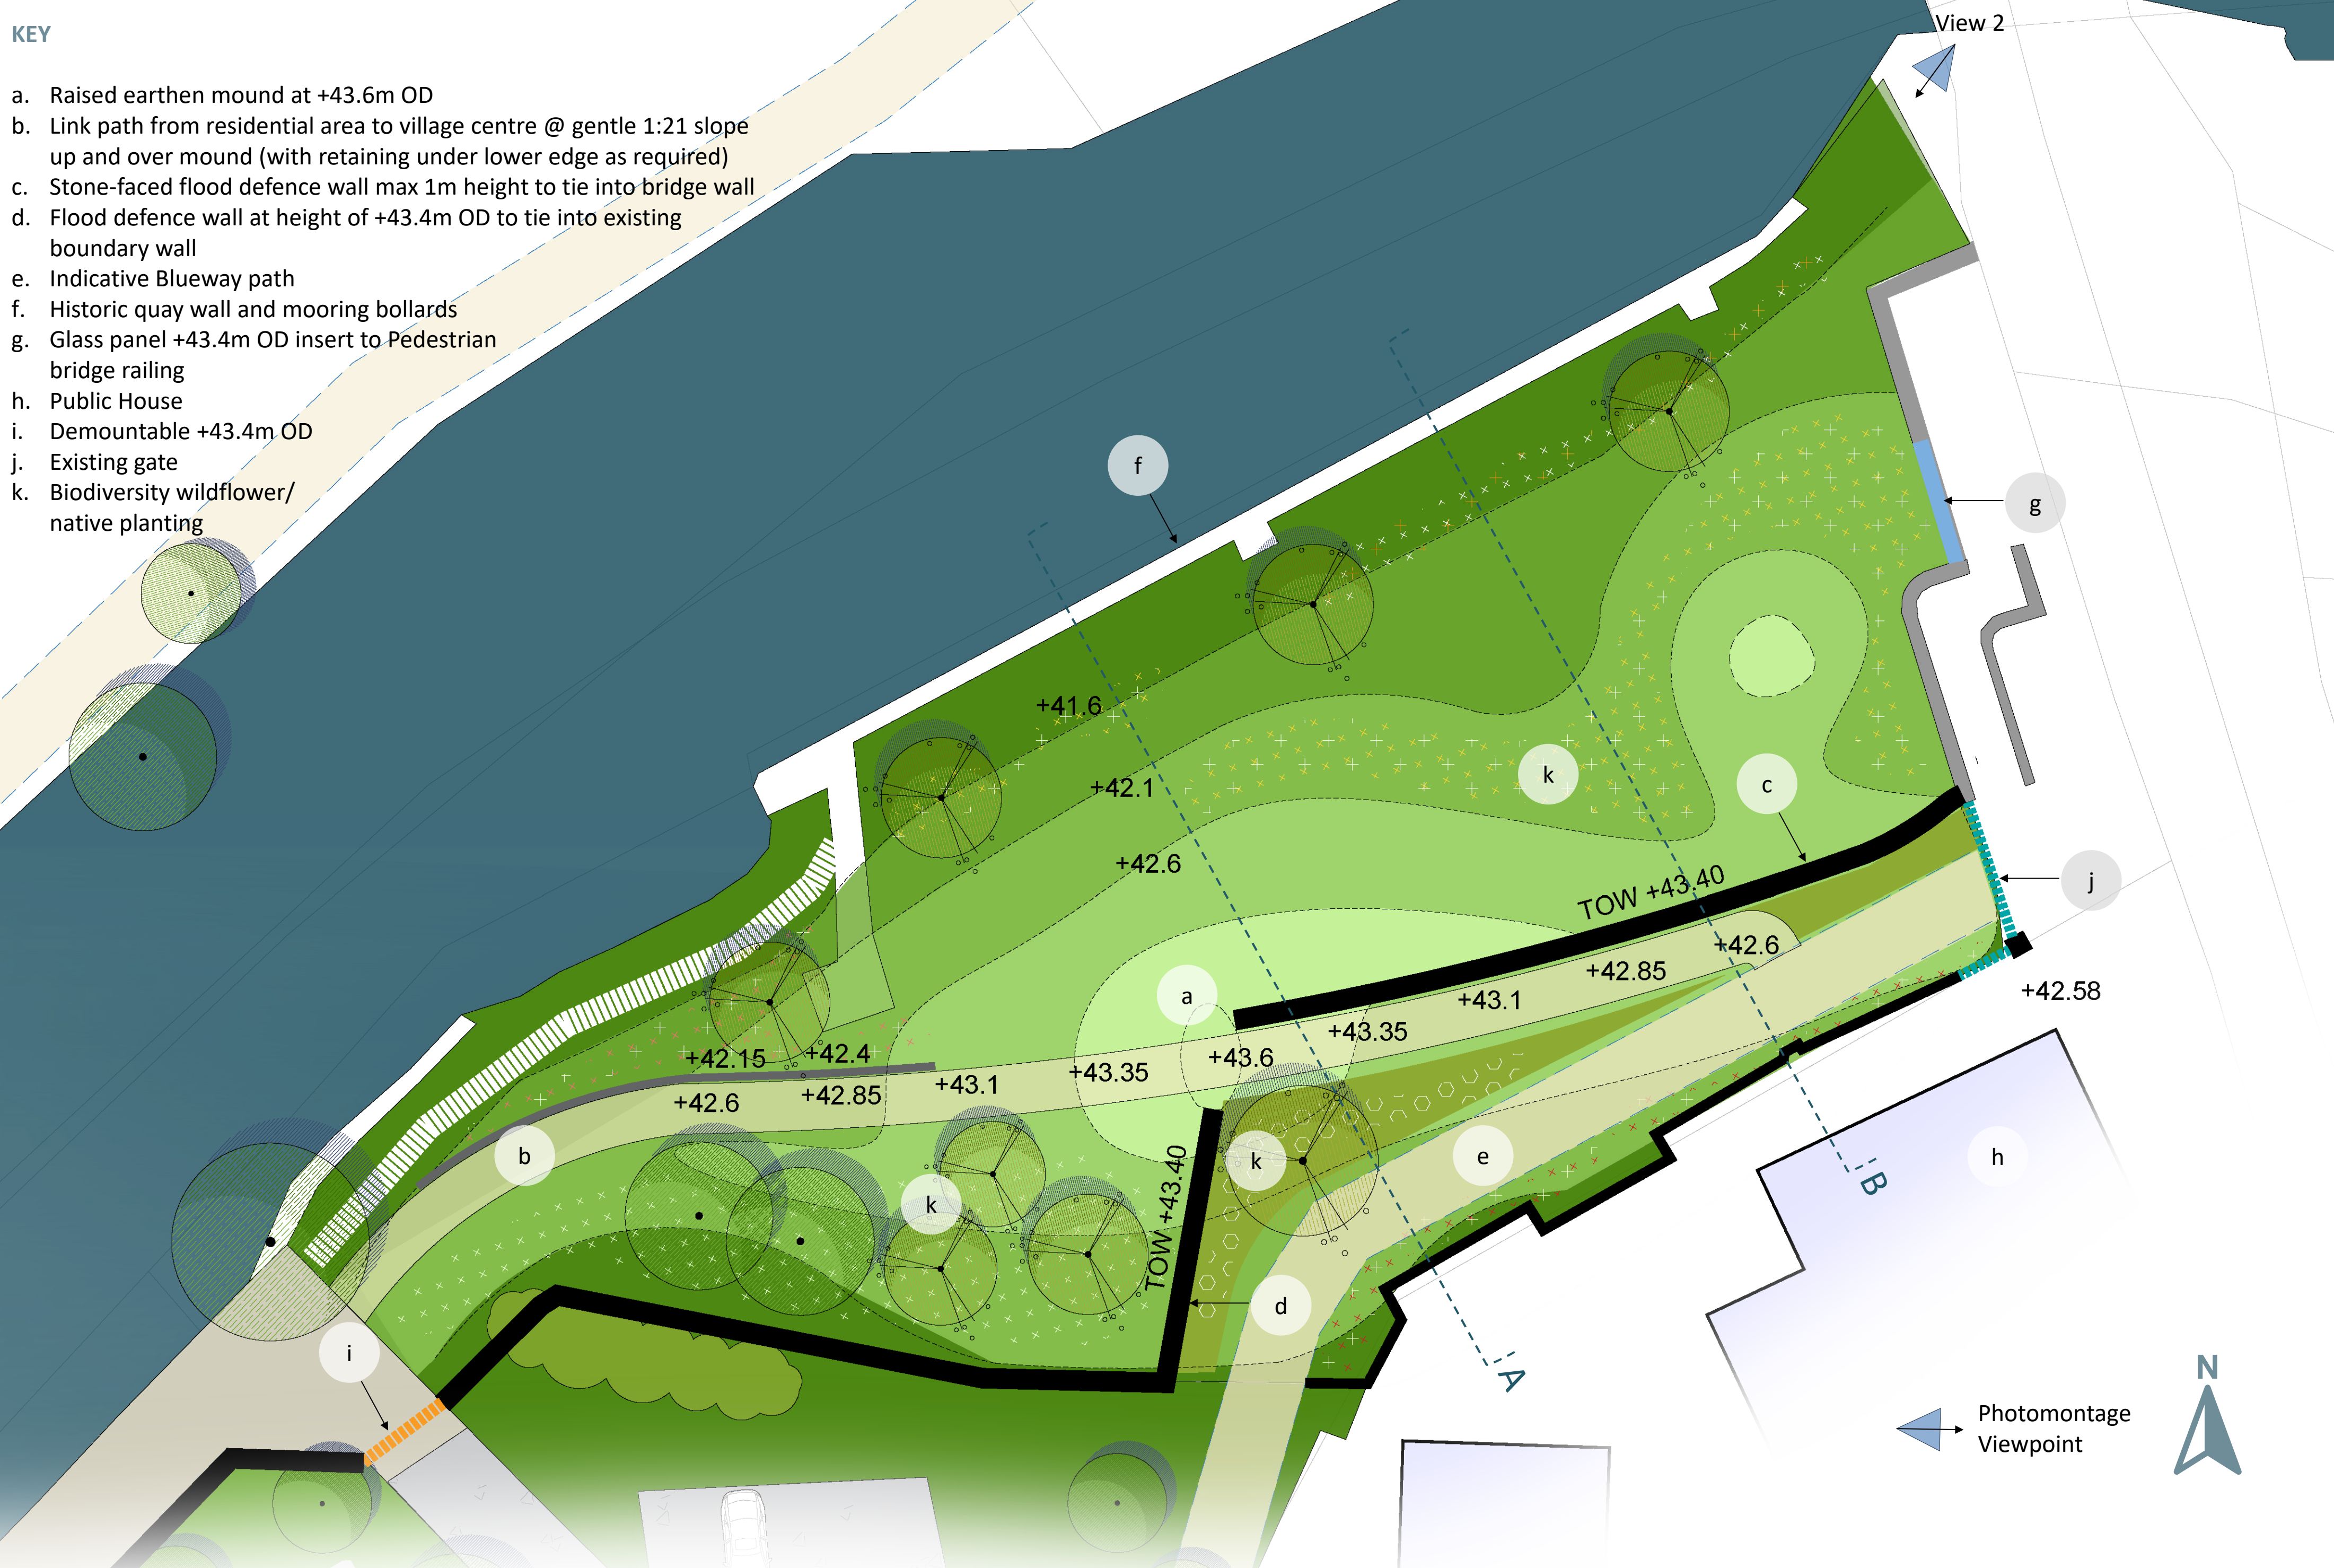 KEY
a. Raised earthen mound at +43.6m OD
b. Link path from residential area to village centre @ gentle 1:21 slope
up and over mound (with retaining under lower edge as required)
c. Stone-faced flood defence wall max 1m height to tie into bridge wall
d. Flood defence wall at height of +43.4m OD to tie into existing
boundary wall
e. Indicative Blueway path
f. Historic quay wall and mooring bollards
g. Glass panel +43.4m OD insert to Pedestrian
bridge railing
h. Public House
i. Demountable +43.4m OD
j. Existing gate
k. Biodiversity wildflower/
native planting
View 2
f
g
+41.6
+42.1
k
c
+42.6
TOW +43.40
j
+42.6
+42.85
+42.58
a
+43.1
+43.35
+42.15
+42.4
+43.6
+43.35
+43.1
+42.85
+42.6
b
k
k
e
h
B
TOW +43.40
d
i
A
N
Photomontage
Viewpoint